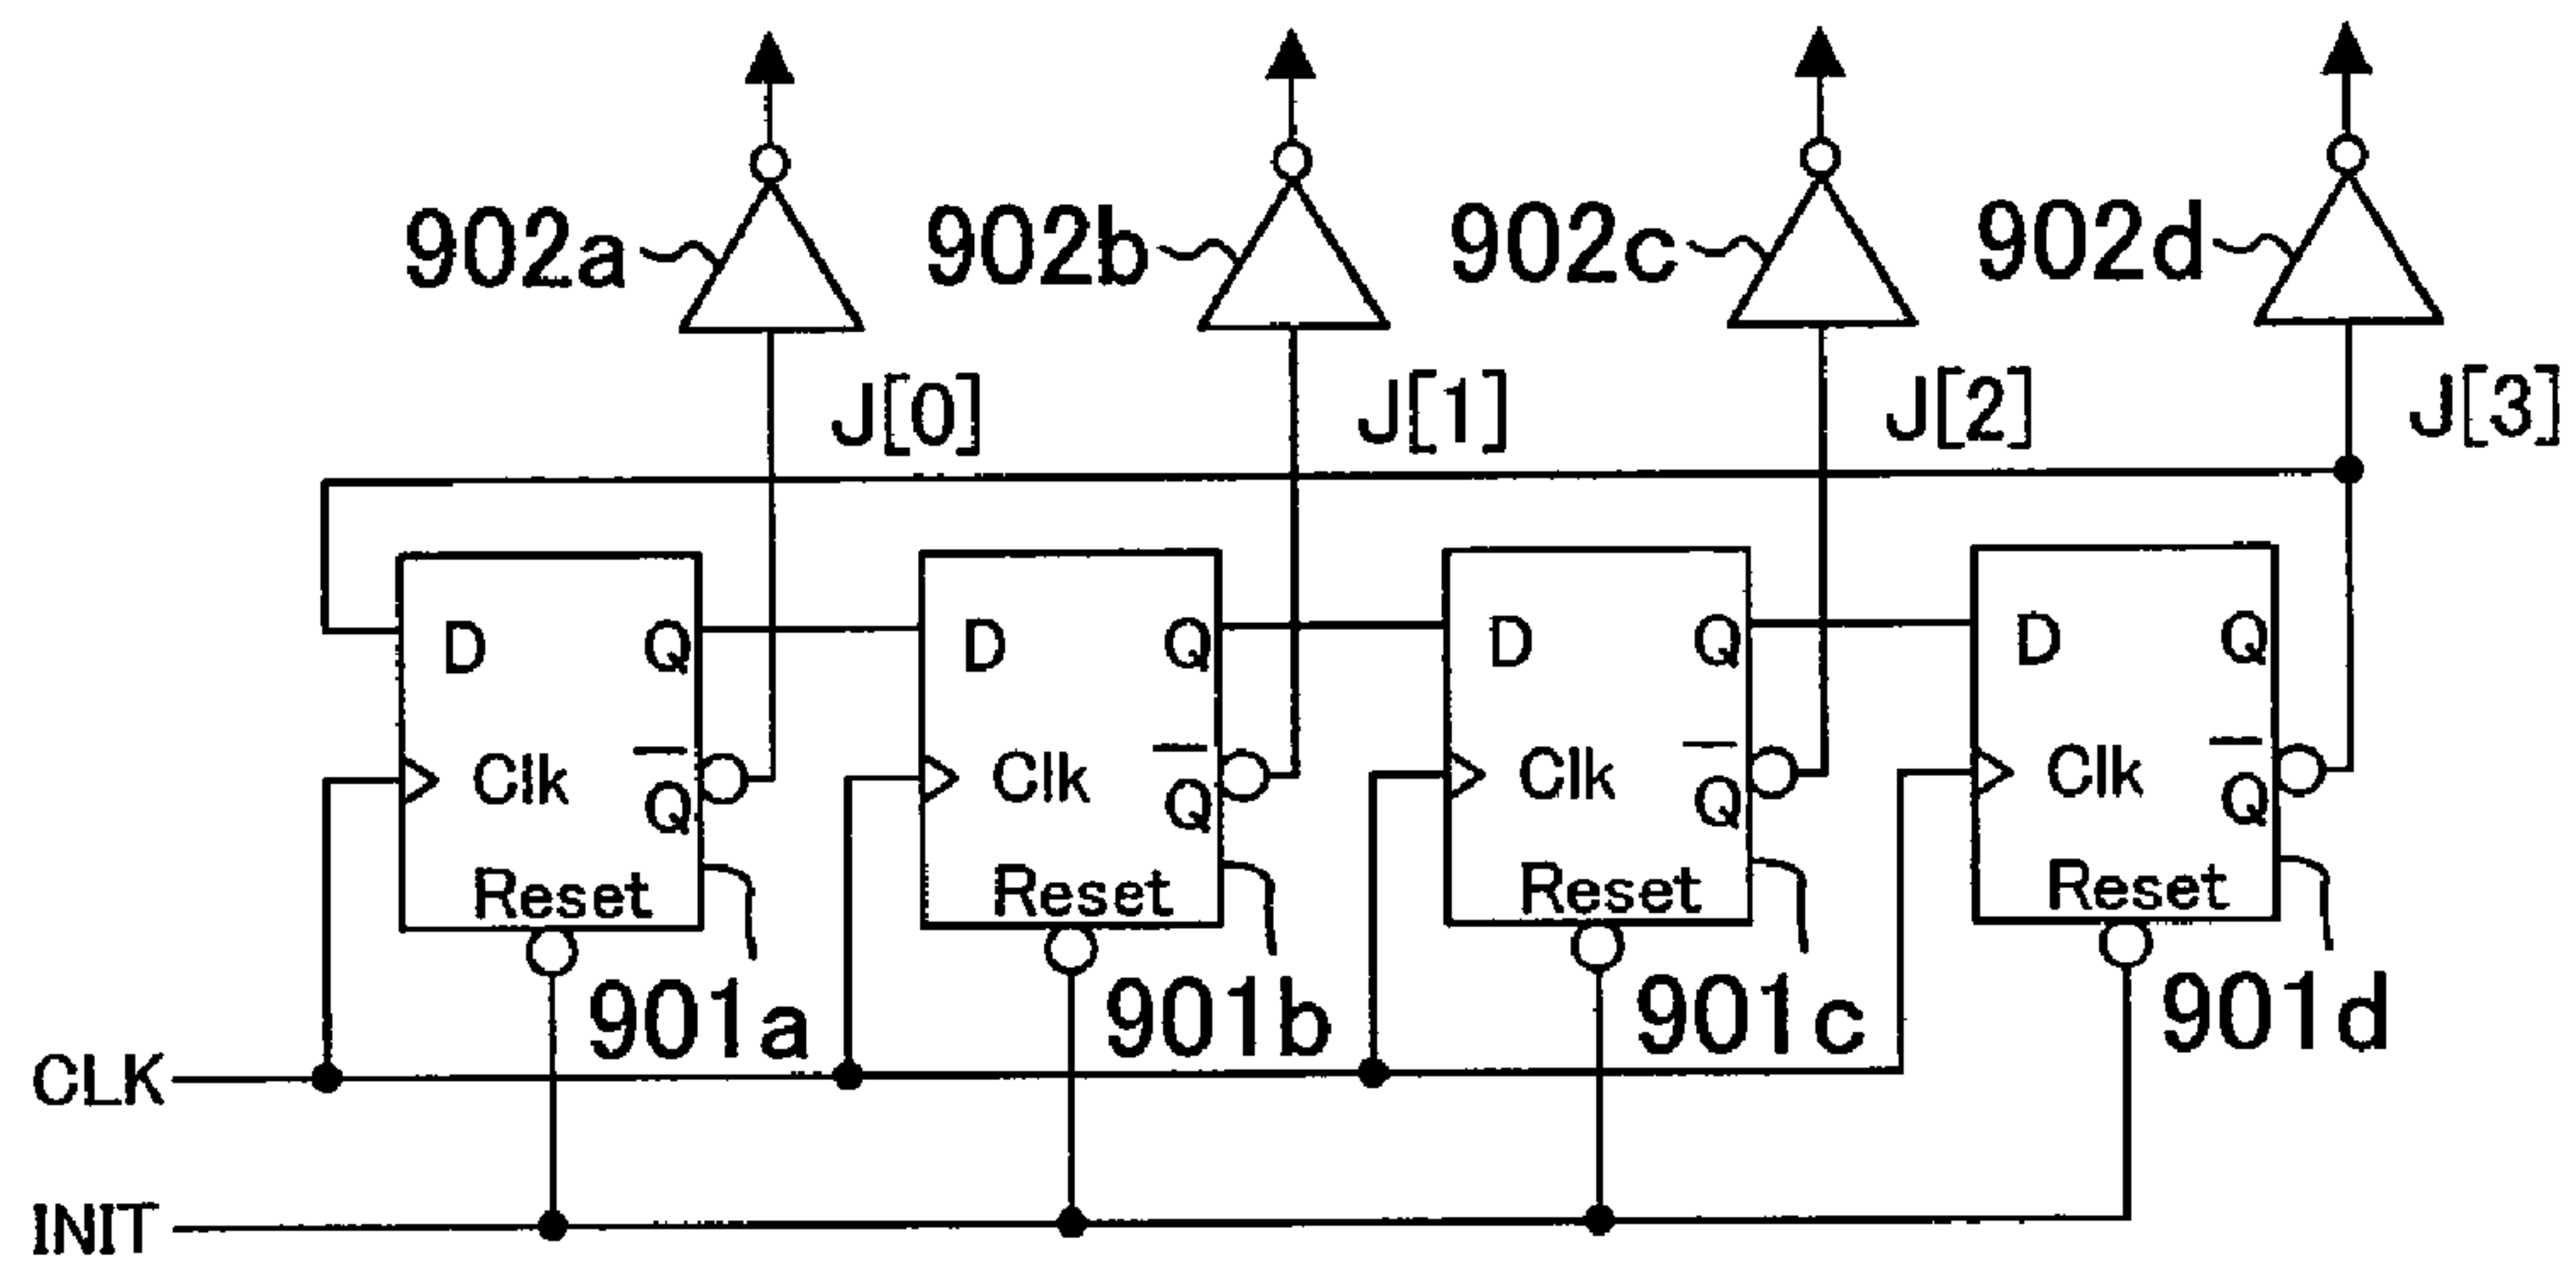 902a 902b 902c 902d
J[0] J[1] J[2] J[3]
D Q D Q D Q D Q
Clk Q̅ Clk Q̅ Clk Q̅ Clk Q̅
Reset Reset Reset Reset
901a 901b 901c 901d
CLK
INIT